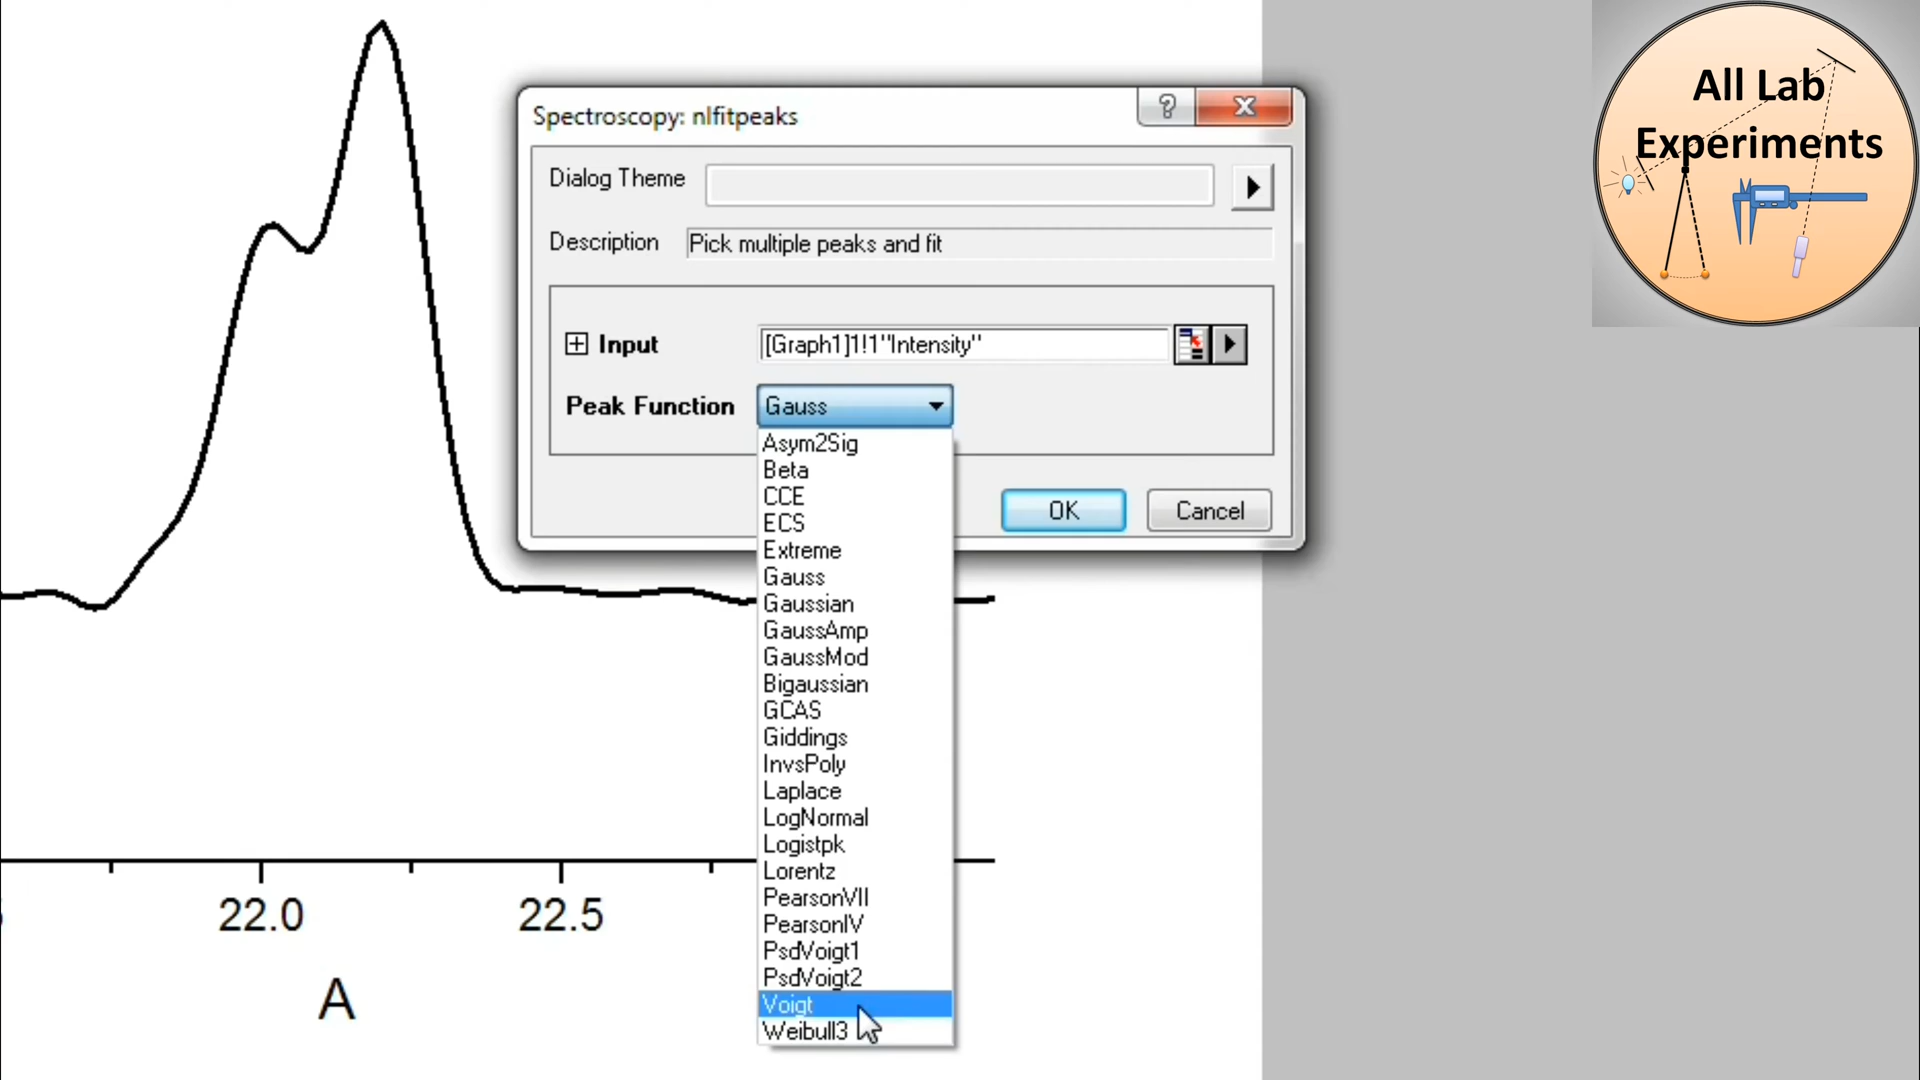 Spectroscopy: nlfitpeaks
?
Dialog Theme
Description
Pick multiple peaks and fit
Input
[Graph1]1!1"Intensity"
Peak Function
Gauss
Asym2Sig
Beta
CCE
ECS
Extreme
Gauss
Gaussian
GaussAmp
GaussMod
Bigaussian
GCAS
Giddings
InvsPoly
Laplace
LogNormal
Logistpk
Lorentz
PearsonVII
PearsonIV
PsdVoigt1
PsdVoigt2
Voigt
Weibull3
OK
Cancel
22.0
22.5
A
All Lab
Experiments